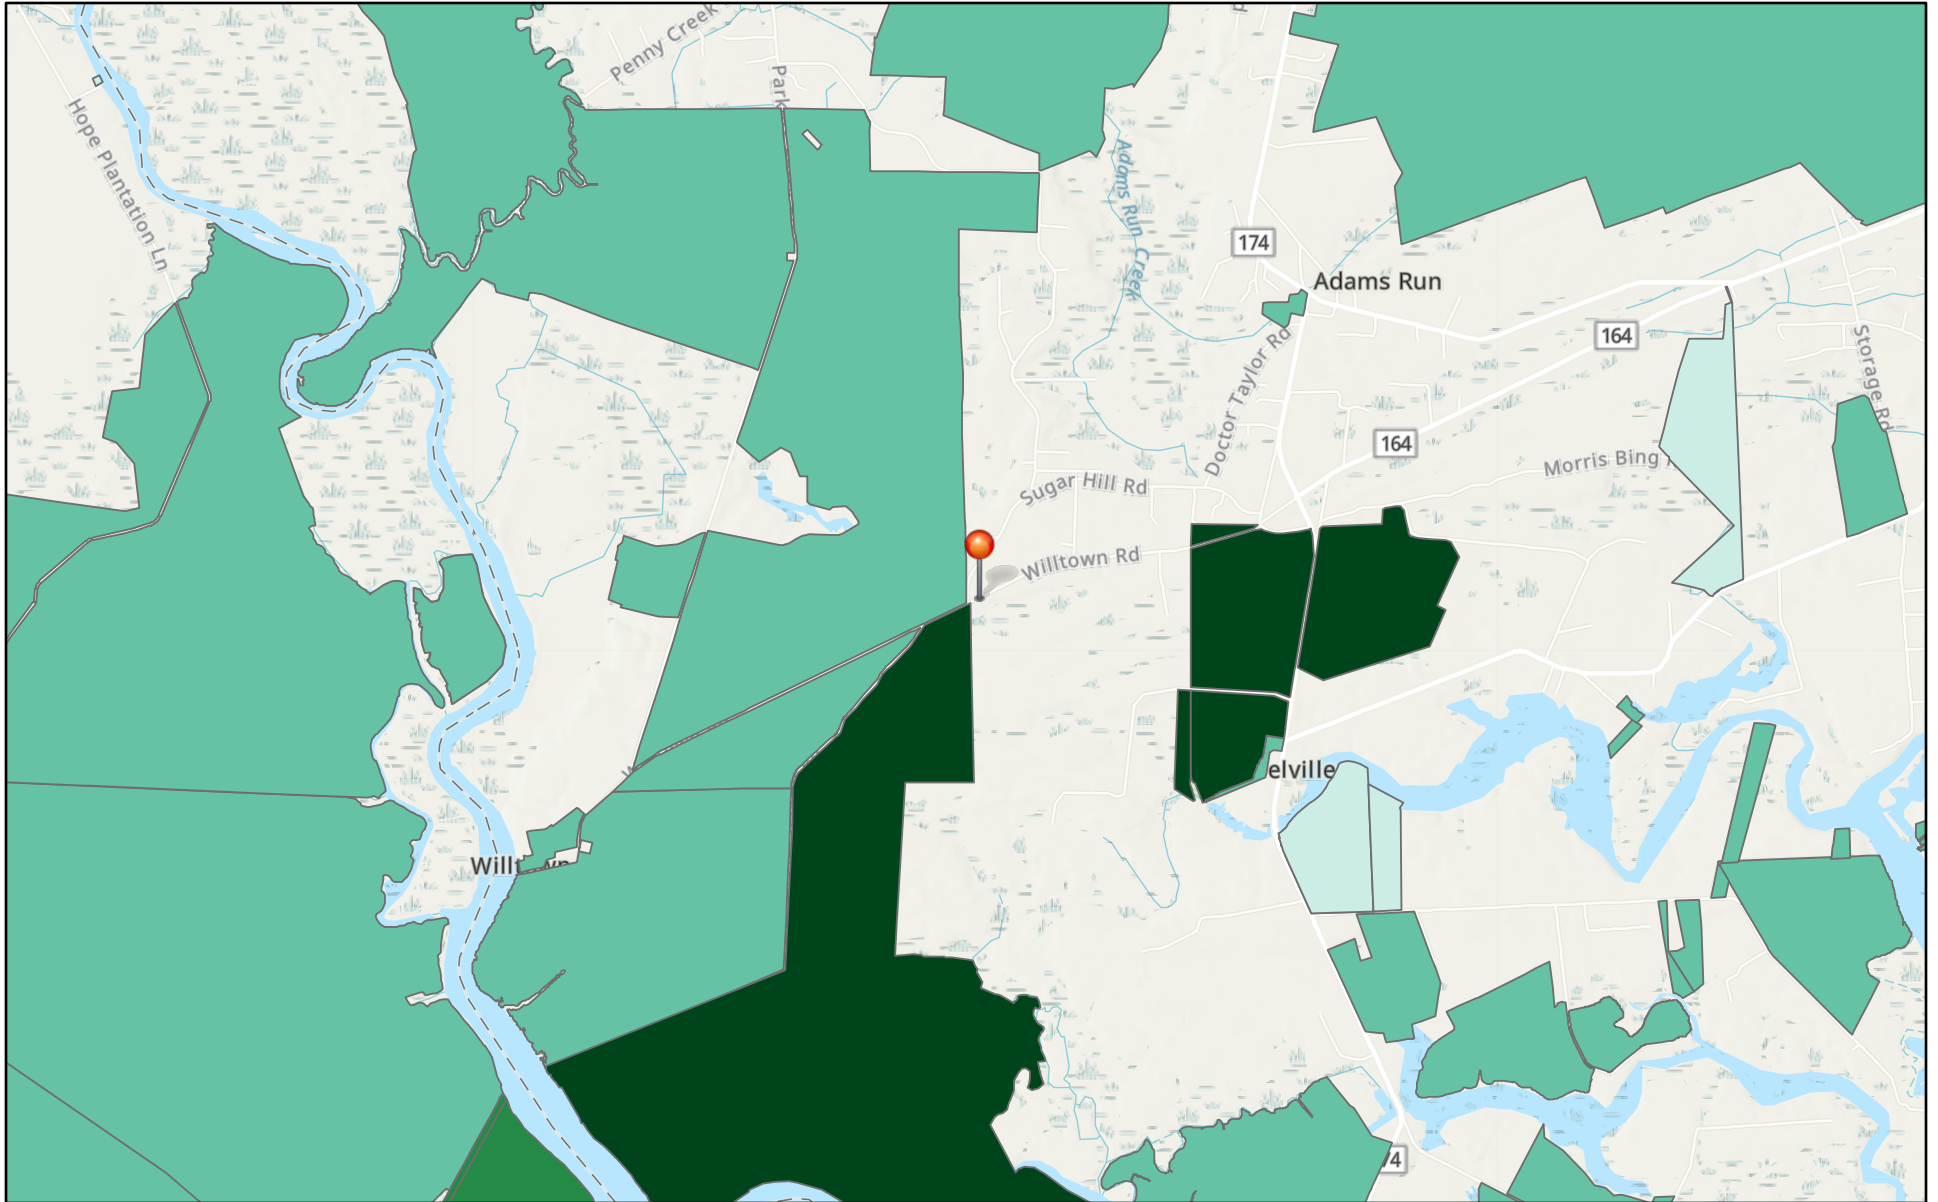 Penny Creek
Park
Hope Plantation Ln
Adams Run Creek
174
Adams Run
164
Storage Rd
Doctor Taylor Rd
164
Morris Bing
Sugar Hill Rd
Willtown Rd
elville